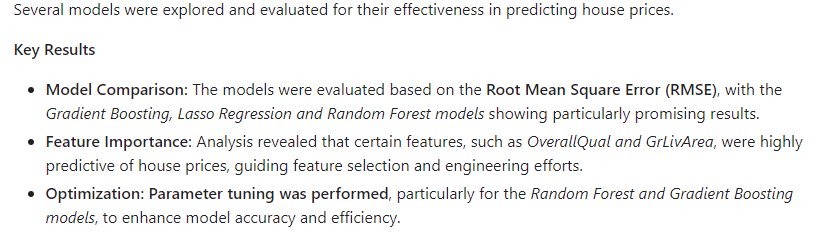 Several models were explored and evaluated for their effectiveness in predicting house prices.
Key Results
• Model Comparison: The models were evaluated based on the Root Mean Square Error (RMSE), with the
Gradient Boosting, Lasso Regression and Random Forest models showing particularly promising results.
• Feature Importance: Analysis revealed that certain features, such as OverallQual and GrLivArea, were highly
predictive of house prices, guiding feature selection and engineering efforts.
• Optimization: Parameter tuning was performed, particularly for the Random Forest and Gradient Boosting
models, to enhance model accuracy and efficiency.